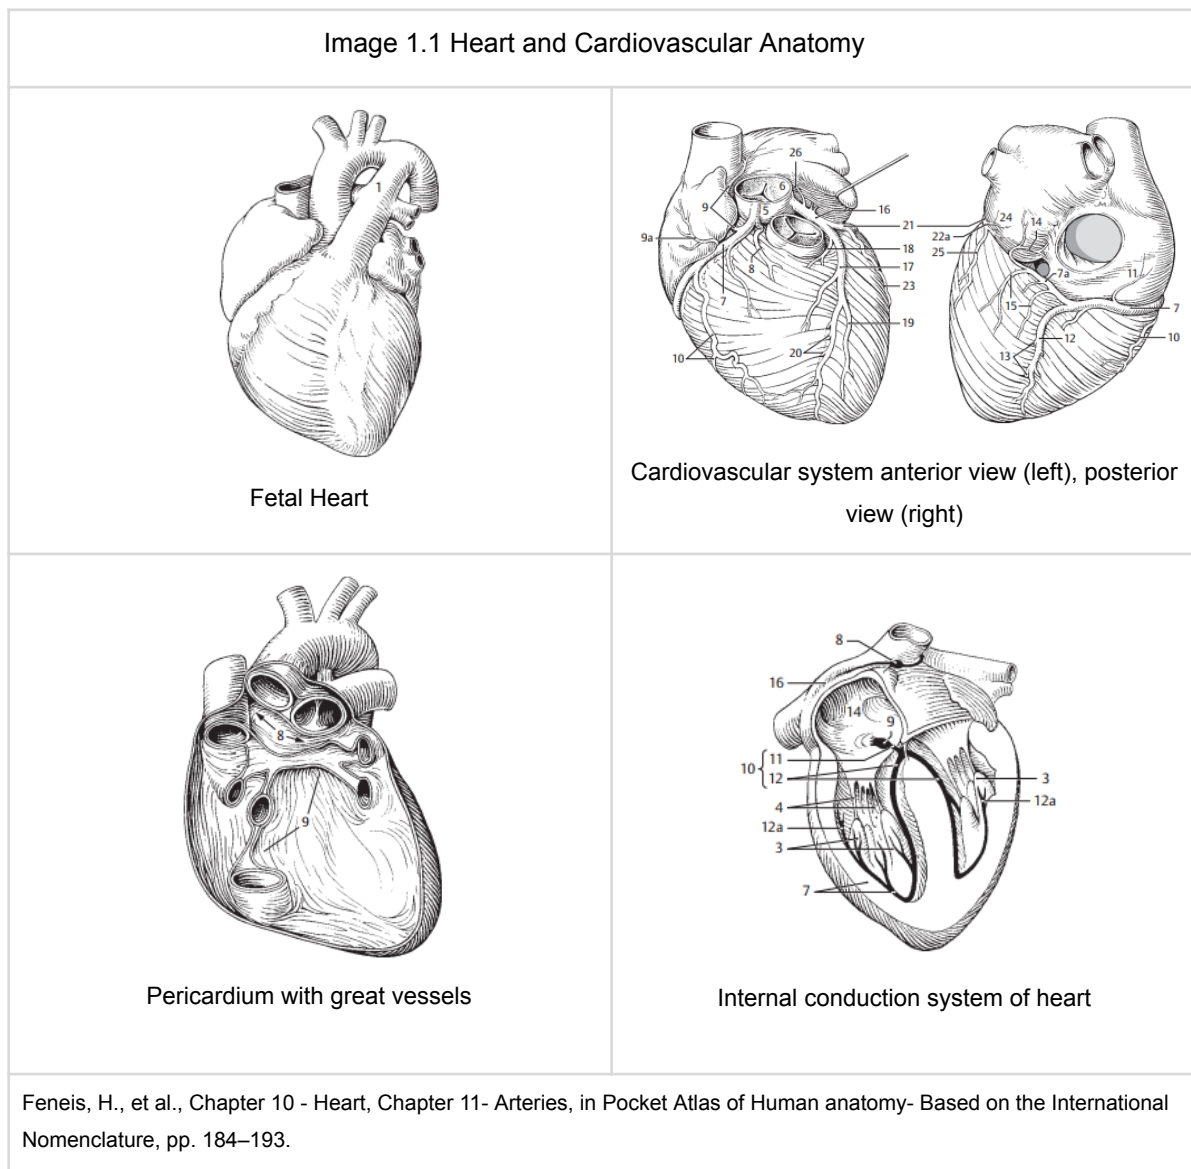 Image 1.1 Heart and Cardiovascular Anatomy
1
Fetal Heart
26
6
9
5
16
9a
21
18
8
17
7
23
19
20
10
24
14
22a
25
7a
11
15
7
12
10
13
Cardiovascular system anterior view (left), posterior
view (right)
8
9
Pericardium with great vessels
8
16
14
9
11
10
12
3
4
12a
12a
3
7
Internal conduction system of heart
Feneis, H., et al., Chapter 10 - Heart, Chapter 11- Arteries, in Pocket Atlas of Human anatomy- Based on the International
Nomenclature, pp. 184–193.